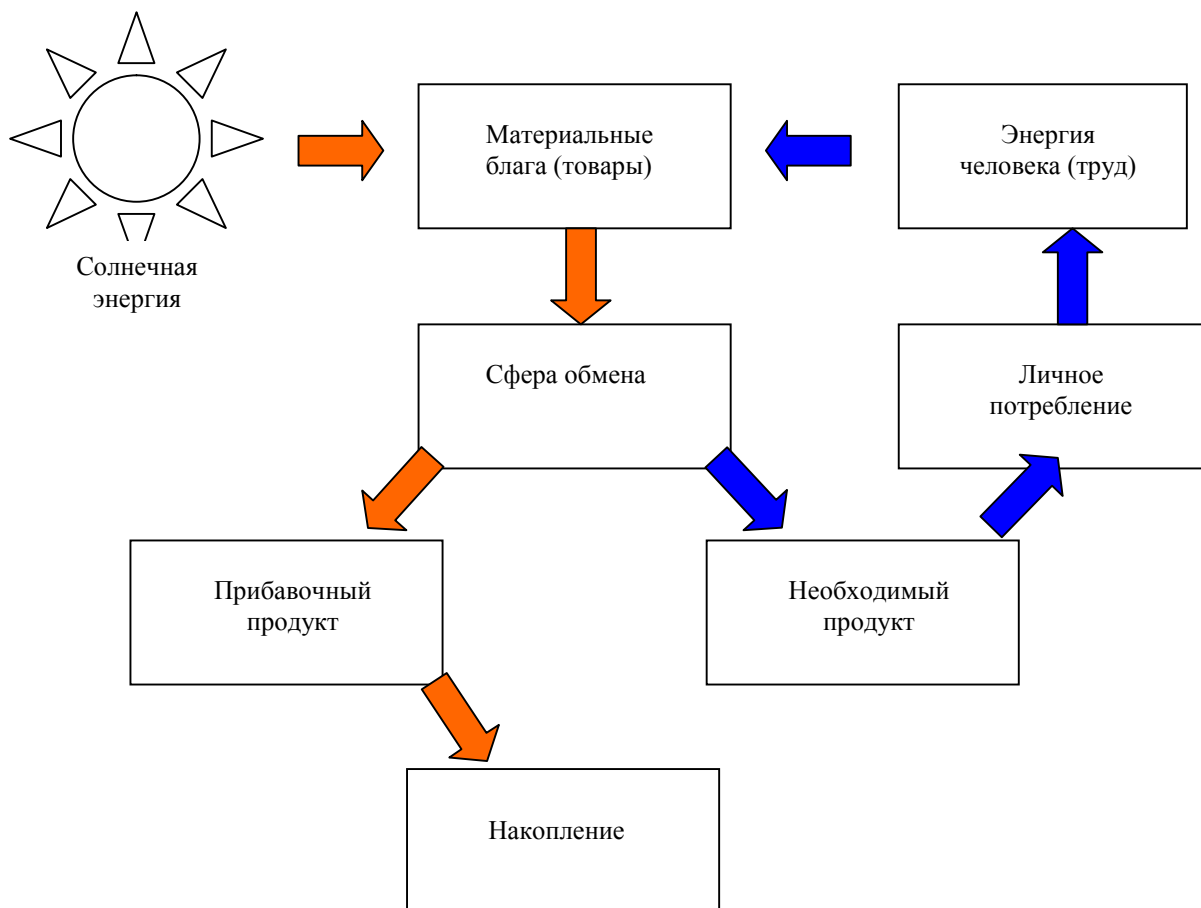 Материальные
блага (товары)
Энергия
человека (труд)
Солнечная
энергия
Сфера обмена
Личное
потребление
Прибавочный
продукт
Необходимый
продукт
Накопление